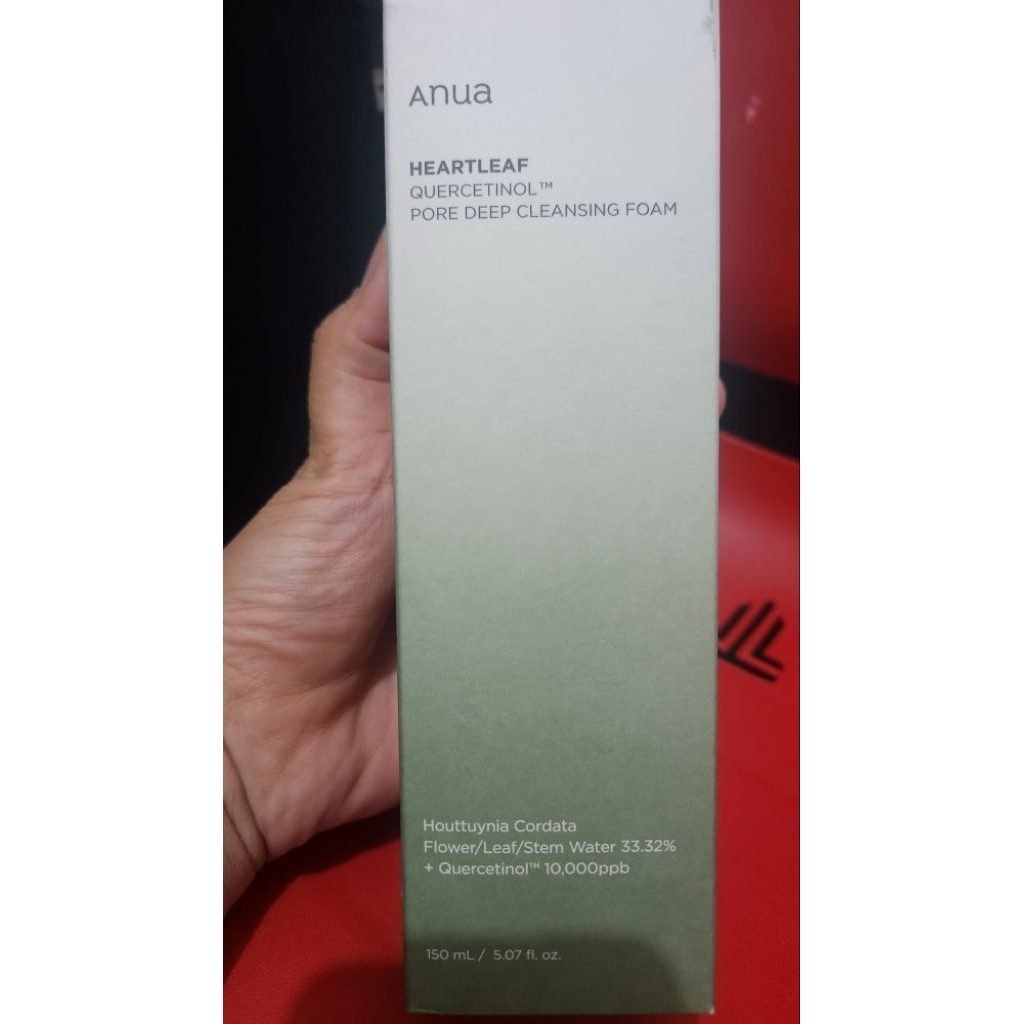 Anua
HEARTLEAF
QUERCETINOL™
PORE DEEP CLEANSING FOAM
Houttuynia Cordata
Flower/Leaf/Stem Water 33.32%
+ Quercetinol™ 10,000ppb
150 mL / 5.07 fl. oz.